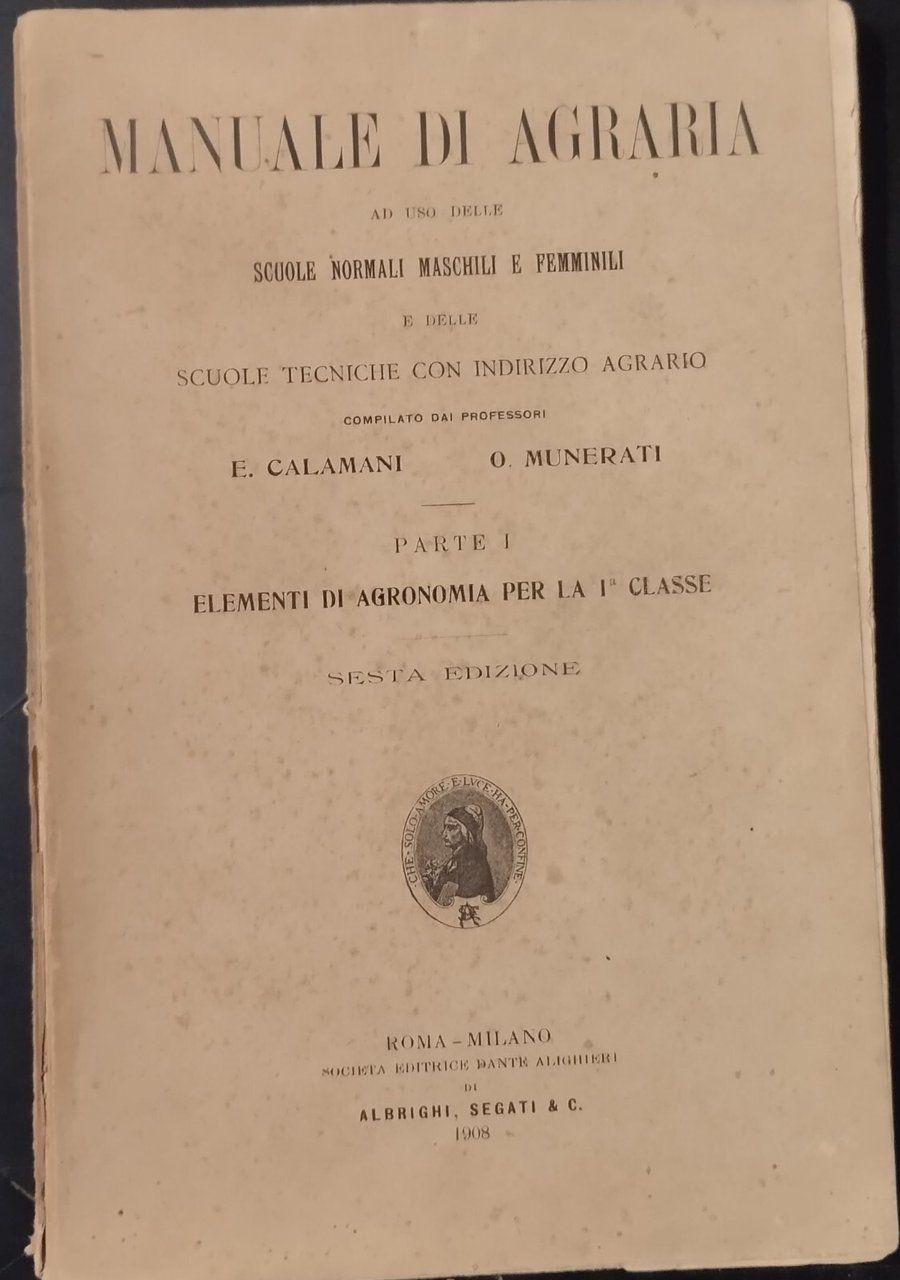 MANUALE DI AGRARIA
AD USO DELLE
SCUOLE NORMALI MASCHILI E FEMMINILI
E DELLE
SCUOLE TECNICHE CON INDIRIZZO AGRARIO
COMPILATO DAI PROFESSORI
E. CALAMANI O. MUNERATI
PARTE I
ELEMENTI DI AGRONOMIA PER LA 1ª CLASSE
SESTA EDIZIONE
·CHE·SOLO·AMORE·E·LVCE·HA·PER·CONFINE·
ROMA – MILANO
SOCIETA EDITRICE DANTE ALIGHIERI
DI
ALBRIGHI, SEGATI & C.
1908